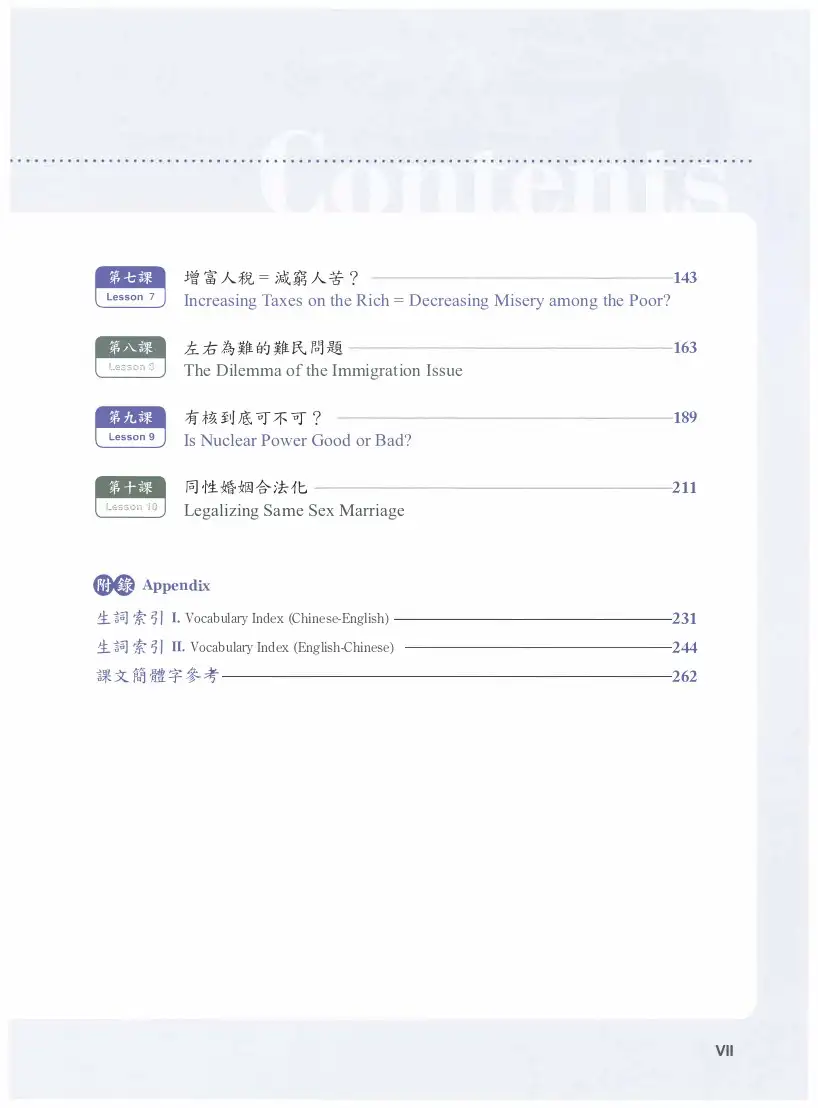 Contents
第七課 增富人稅 = 減窮人苦？ 143
Lesson 7 Increasing Taxes on the Rich = Decreasing Misery among the Poor?
第八課 左右為難的難民問題 163
Lesson 8 The Dilemma of the Immigration Issue
第九課 有核到底可不可？ 189
Lesson 9 Is Nuclear Power Good or Bad?
第十課 同性婚姻合法化 211
Lesson 10 Legalizing Same Sex Marriage
附錄 Appendix
生詞索引 I. Vocabulary Index (Chinese-English) 231
生詞索引 II. Vocabulary Index (English-Chinese) 244
課文簡體字參考 262
VII